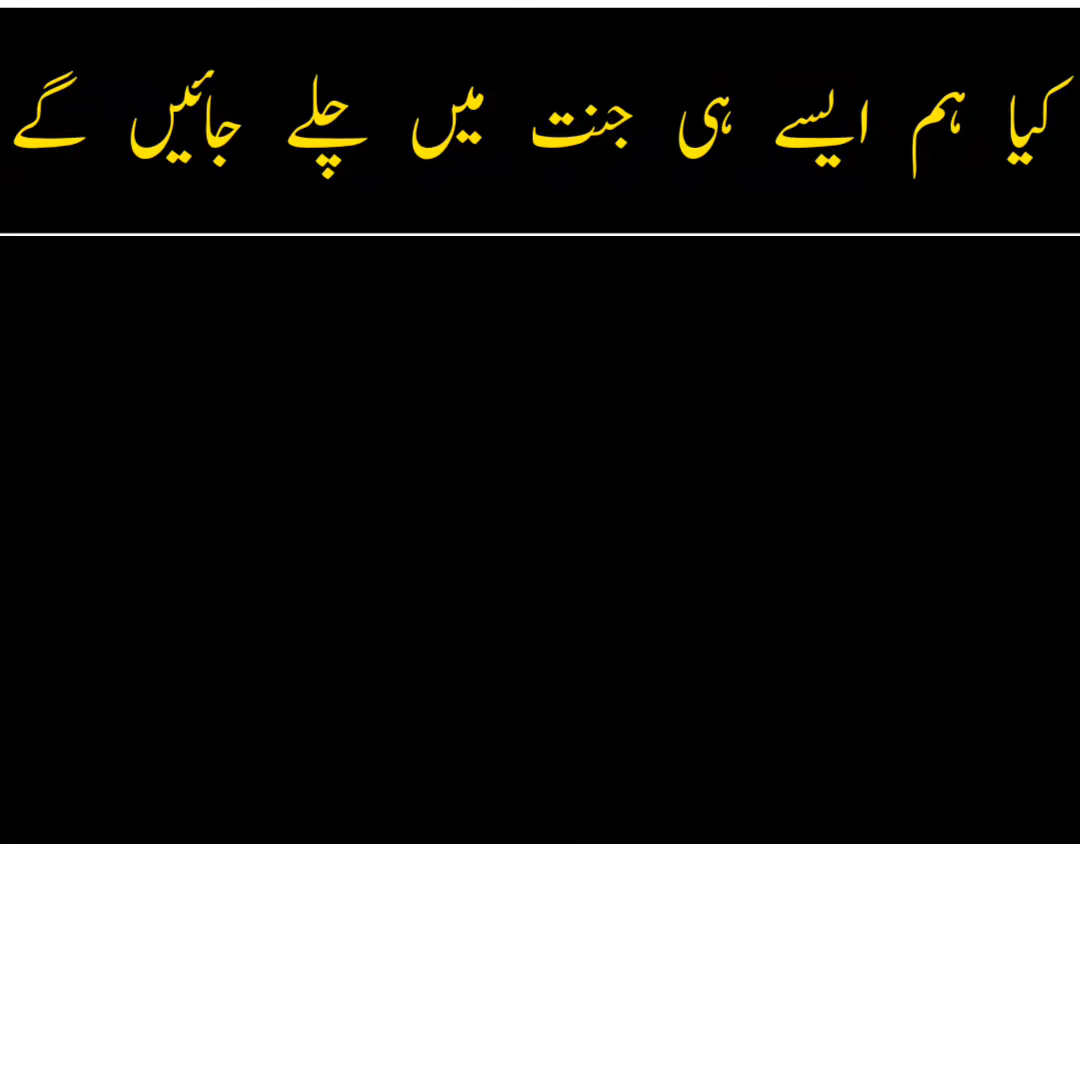 کیا ہم ایسے ہی جنت میں چلے جائیں گے